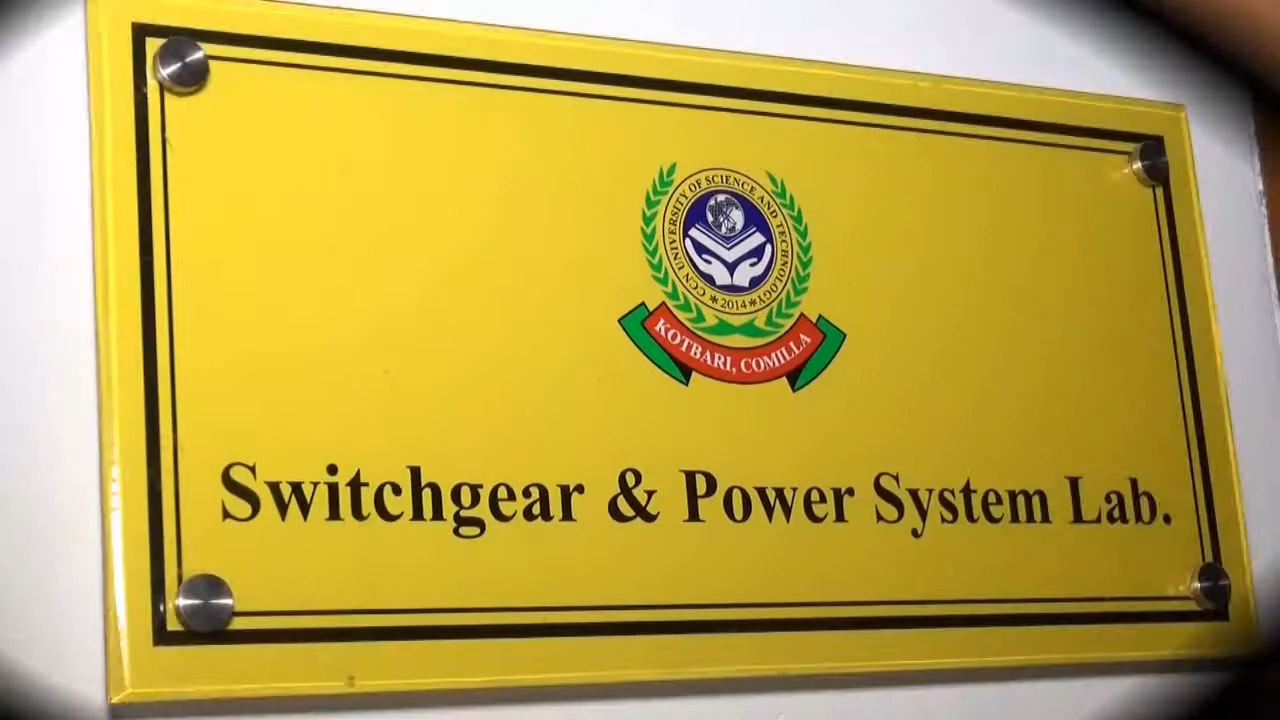 CCN UNIVERSITY OF SCIENCE AND TECHNOLOGY
*2014*
KOTBARI, COMILLA
Switchgear & Power System Lab.